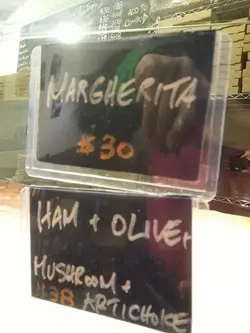 MARGHERITA
#30
HAM + OLIVE +
MUSHROOM +
#38 ARTICHOKE